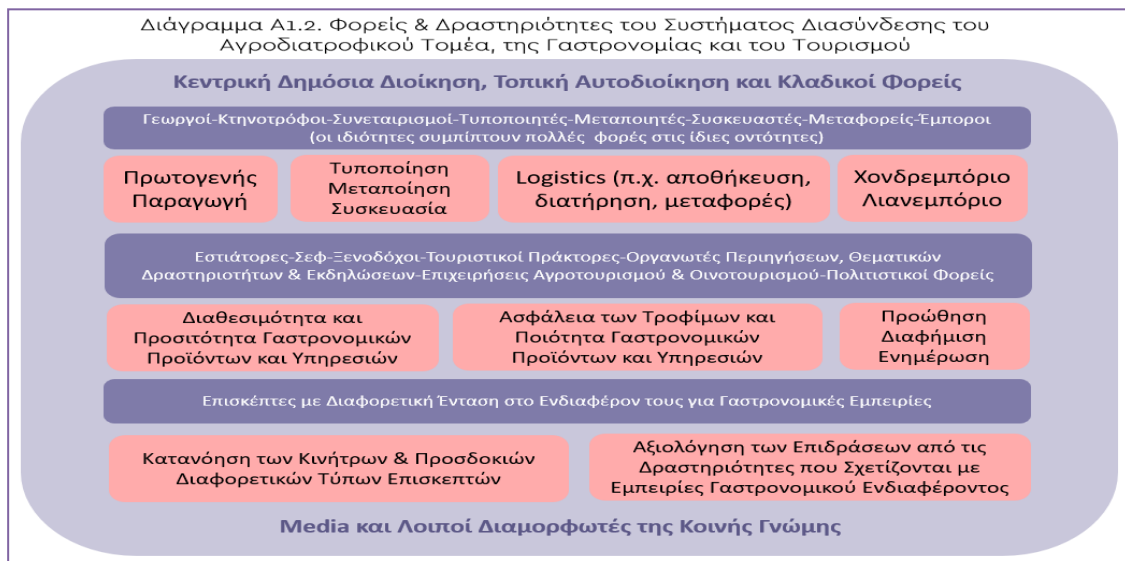 Διάγραμμα Α1.2. Φορείς & Δραστηριότητες του Συστήματος Διασύνδεσης του
Αγροδιατροφικού Τομέα, της Γαστρονομίας και του Τουρισμού
Κεντρική Δημόσια Διοίκηση, Τοπική Αυτοδιοίκηση και Κλαδικοί Φορείς
Γεωργοί-Κτηνοτρόφοι-Συνεταιρισμοί-Τυποποιητές-Μεταποιητές-Συσκευαστές-Μεταφορείς-Έμποροι
(οι ιδιότητες συμπίπτουν πολλές φορές στις ίδιες οντότητες)
Πρωτογενής
Παραγωγή
Τυποποίηση
Μεταποίηση
Συσκευασία
Logistics (π.χ. αποθήκευση,
διατήρηση, μεταφορές)
Χονδρεμπόριο
Λιανεμπόριο
Εστιάτορες-Σεφ-Ξενοδόχοι-Τουριστικοί Πράκτορες-Οργανωτές Περιηγήσεων, Θεματικών
Δραστηριοτήτων & Εκδηλώσεων-Επιχειρήσεις Αγροτουρισμού & Οινοτουρισμού-Πολιτιστικοί Φορείς
Διαθεσιμότητα και
Προσιτότητα Γαστρονομικών
Προϊόντων και Υπηρεσιών
Ασφάλεια των Τροφίμων και
Ποιότητα Γαστρονομικών
Προϊόντων και Υπηρεσιών
Προώθηση
Διαφήμιση
Ενημέρωση
Επισκέπτες με Διαφορετική Ένταση στο Ενδιαφέρον τους για Γαστρονομικές Εμπειρίες
Κατανόηση των Κινήτρων & Προσδοκιών
Διαφορετικών Τύπων Επισκεπτών
Αξιολόγηση των Επιδράσεων από τις
Δραστηριότητες που Σχετίζονται με
Εμπειρίες Γαστρονομικού Ενδιαφέροντος
Media και Λοιποί Διαμορφωτές της Κοινής Γνώμης